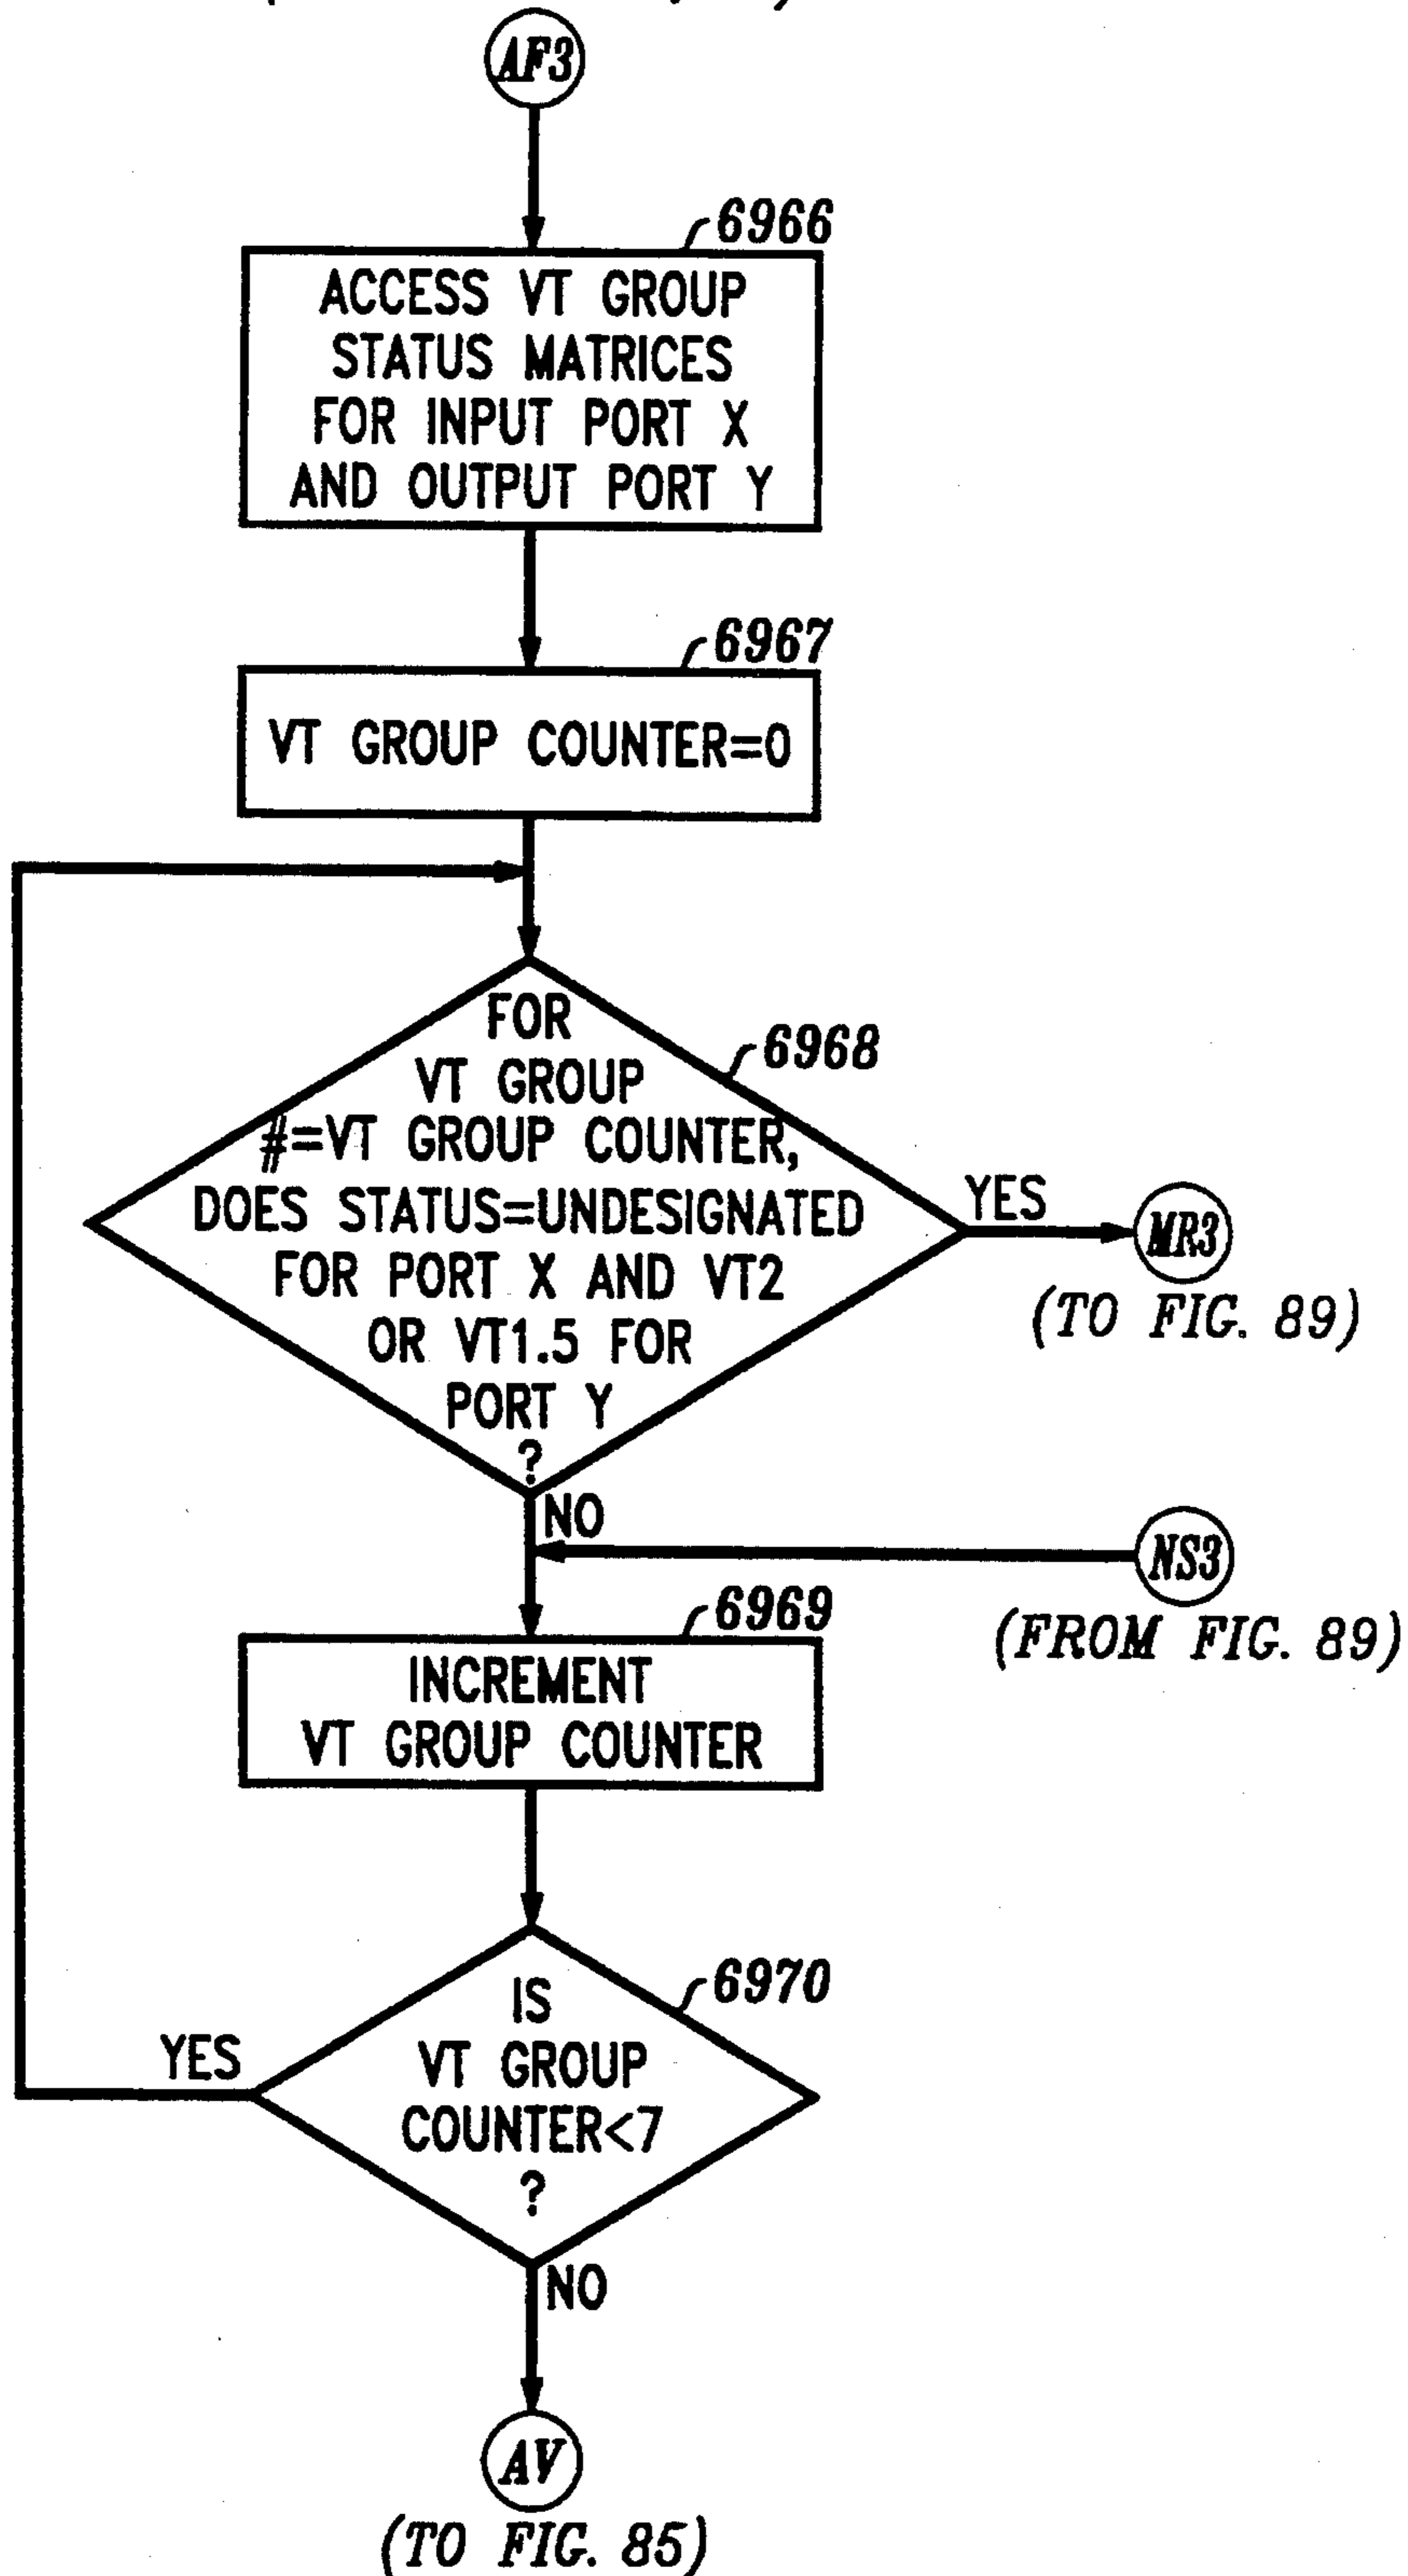 AF3
6966
ACCESS VT GROUP
STATUS MATRICES
FOR INPUT PORT X
AND OUTPUT PORT Y
6967
VT GROUP COUNTER=0
FOR
6968
VT GROUP
#=VT GROUP COUNTER,
DOES STATUS=UNDESIGNATED
FOR PORT X AND VT2
OR VT1.5 FOR
PORT Y
?
YES
MR3
(TO FIG. 89)
NO
NS3
(FROM FIG. 89)
6969
INCREMENT
VT GROUP COUNTER
6970
IS
VT GROUP
COUNTER<7
?
YES
NO
AV
(TO FIG. 85)